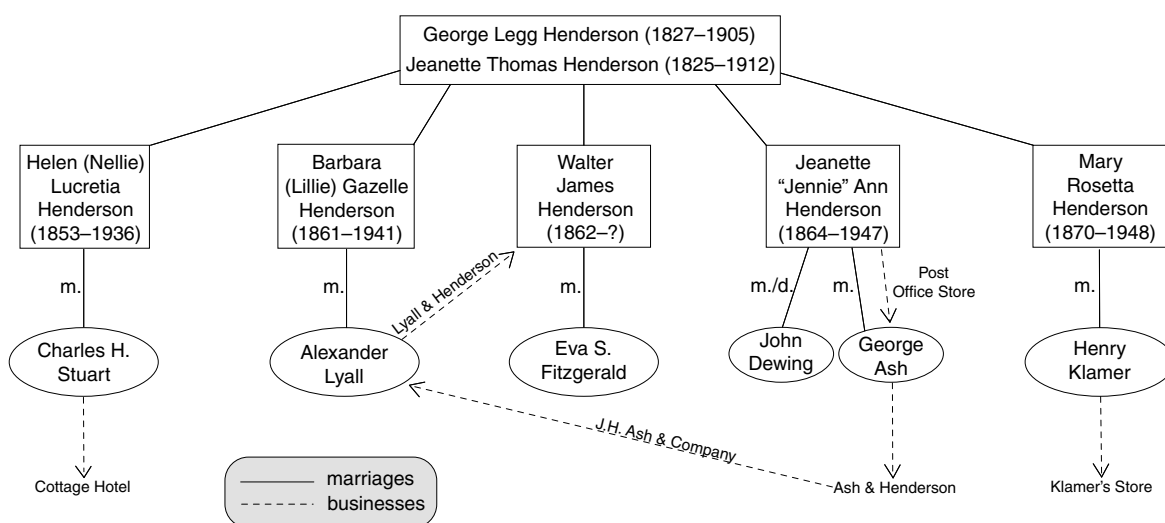 George Legg Henderson (1827–1905)
Jeanette Thomas Henderson (1825–1912)
Helen (Nellie)
Lucretia
Henderson
(1853–1936)
Barbara
(Lillie) Gazelle
Henderson
(1861–1941)
Walter
James
Henderson
(1862–?)
Jeanette
“Jennie” Ann
Henderson
(1864–1947)
Mary
Rosetta
Henderson
(1870–1948)
m.
m.
Lyall & Henderson
m.
m./d.
m.
Post
Office Store
m.
Charles H.
Stuart
Alexander
Lyall
Eva S.
Fitzgerald
John
Dewing
George
Ash
Henry
Klamer
J.H. Ash & Company
Cottage Hotel
Ash & Henderson
Klamer’s Store
marriages
businesses